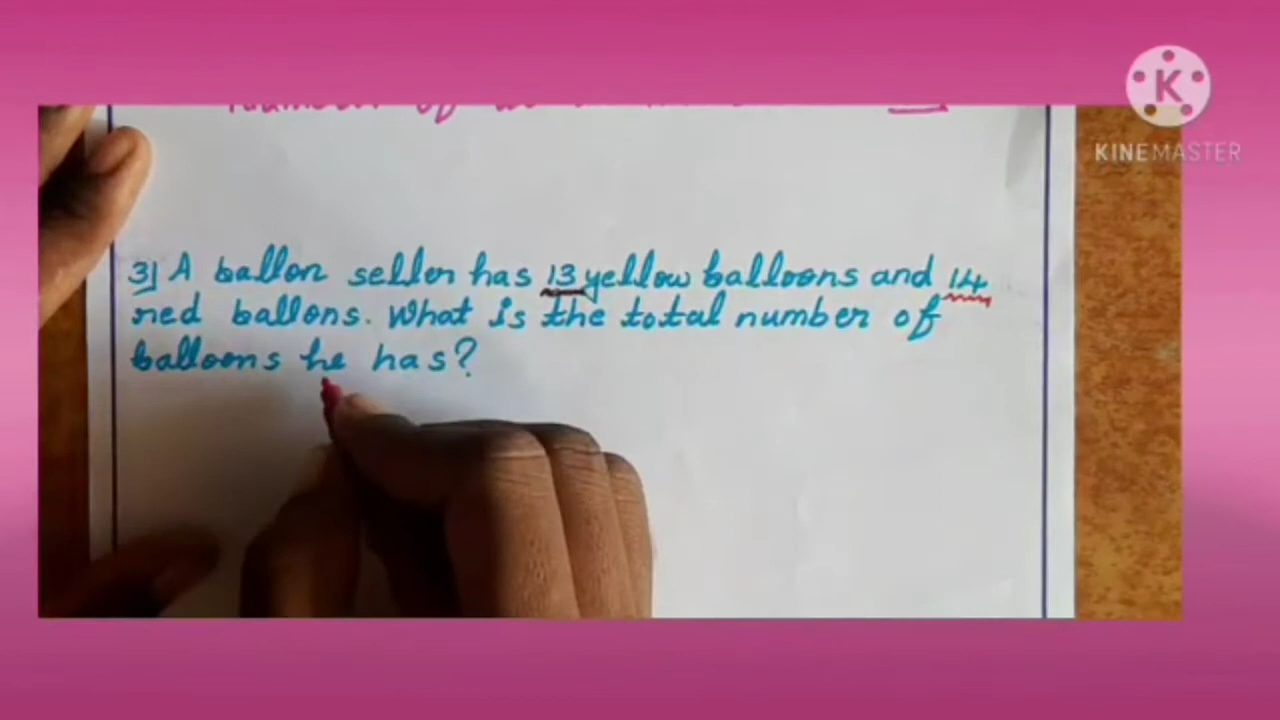 K
KINEMASTER
3) A ballon seller has 13 yellow balloons and 14
red ballons. What is the total number of
balloons he has?